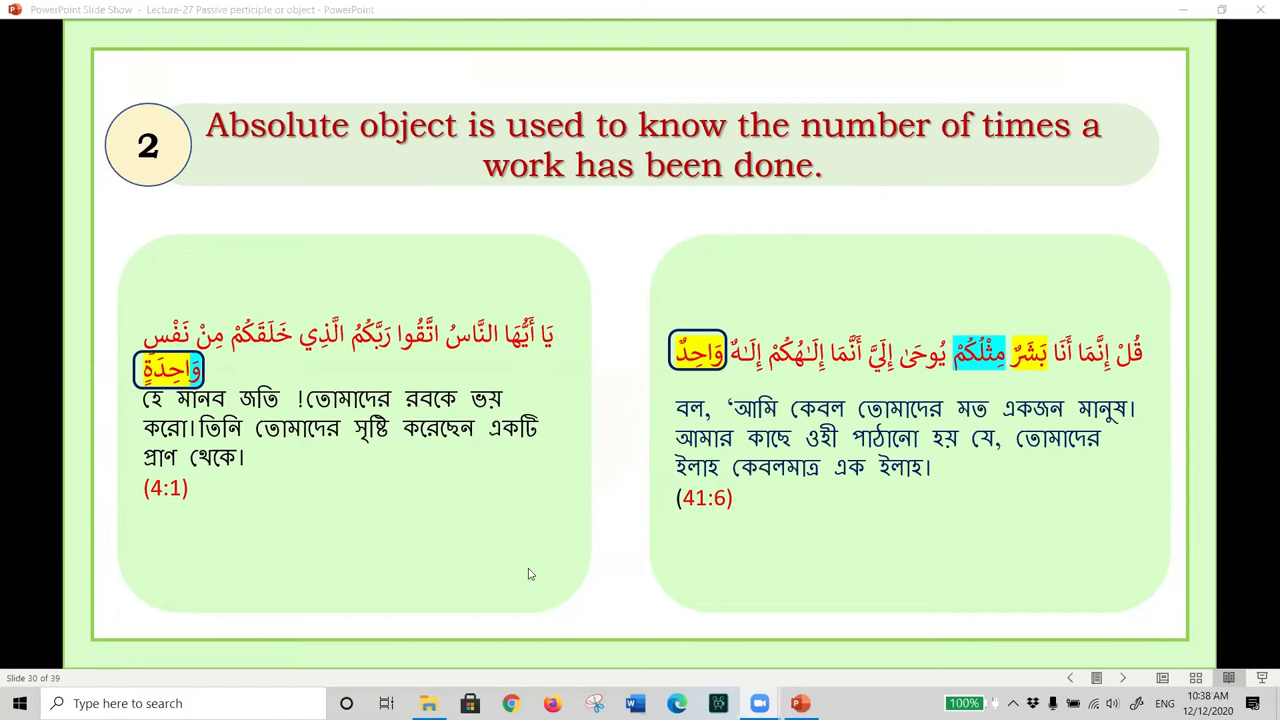 PowerPoint Slide Show - Lecture-27 Passive perticiple or object - PowerPoint
2
Absolute object is used to know the number of times a
work has been done.
يَا أَيُّهَا النَّاسُ اتَّقُوا رَبَّكُمُ الَّذِي خَلَقَكُمْ مِنْ نَفْسٍ
وَاحِدَةٍ
হে মানব জতি !তোমাদের রবকে ভয়
করো।তিনি তোমাদের সৃষ্টি করেছেন একটি
প্রাণ থেকে।
(4:1)
قُلْ إِنَّمَا أَنَا بَشَرٌ مِثْلُكُمْ يُوحَىٰ إِلَيَّ أَنَّمَا إِلَـٰهُكُمْ إِلَـٰهٌ وَاحِدٌ
বল, ‘আমি কেবল তোমাদের মত একজন মানুষ।
আমার কাছে ওহী পাঠানো হয় যে, তোমাদের
ইলাহ কেবলমাত্র এক ইলাহ।
(41:6)
Slide 30 of 39
Type here to search
100%
ENG
10:38 AM
12/12/2020